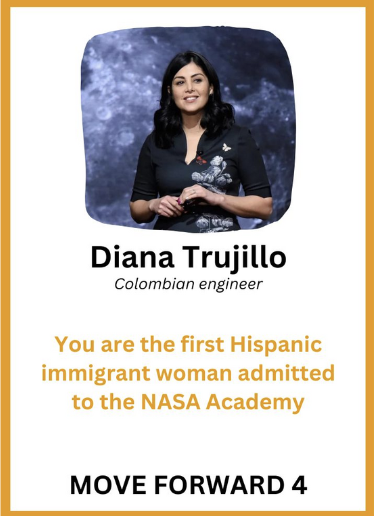 Diana Trujillo
Colombian engineer
You are the first Hispanic
immigrant woman admitted
to the NASA Academy
MOVE FORWARD 4